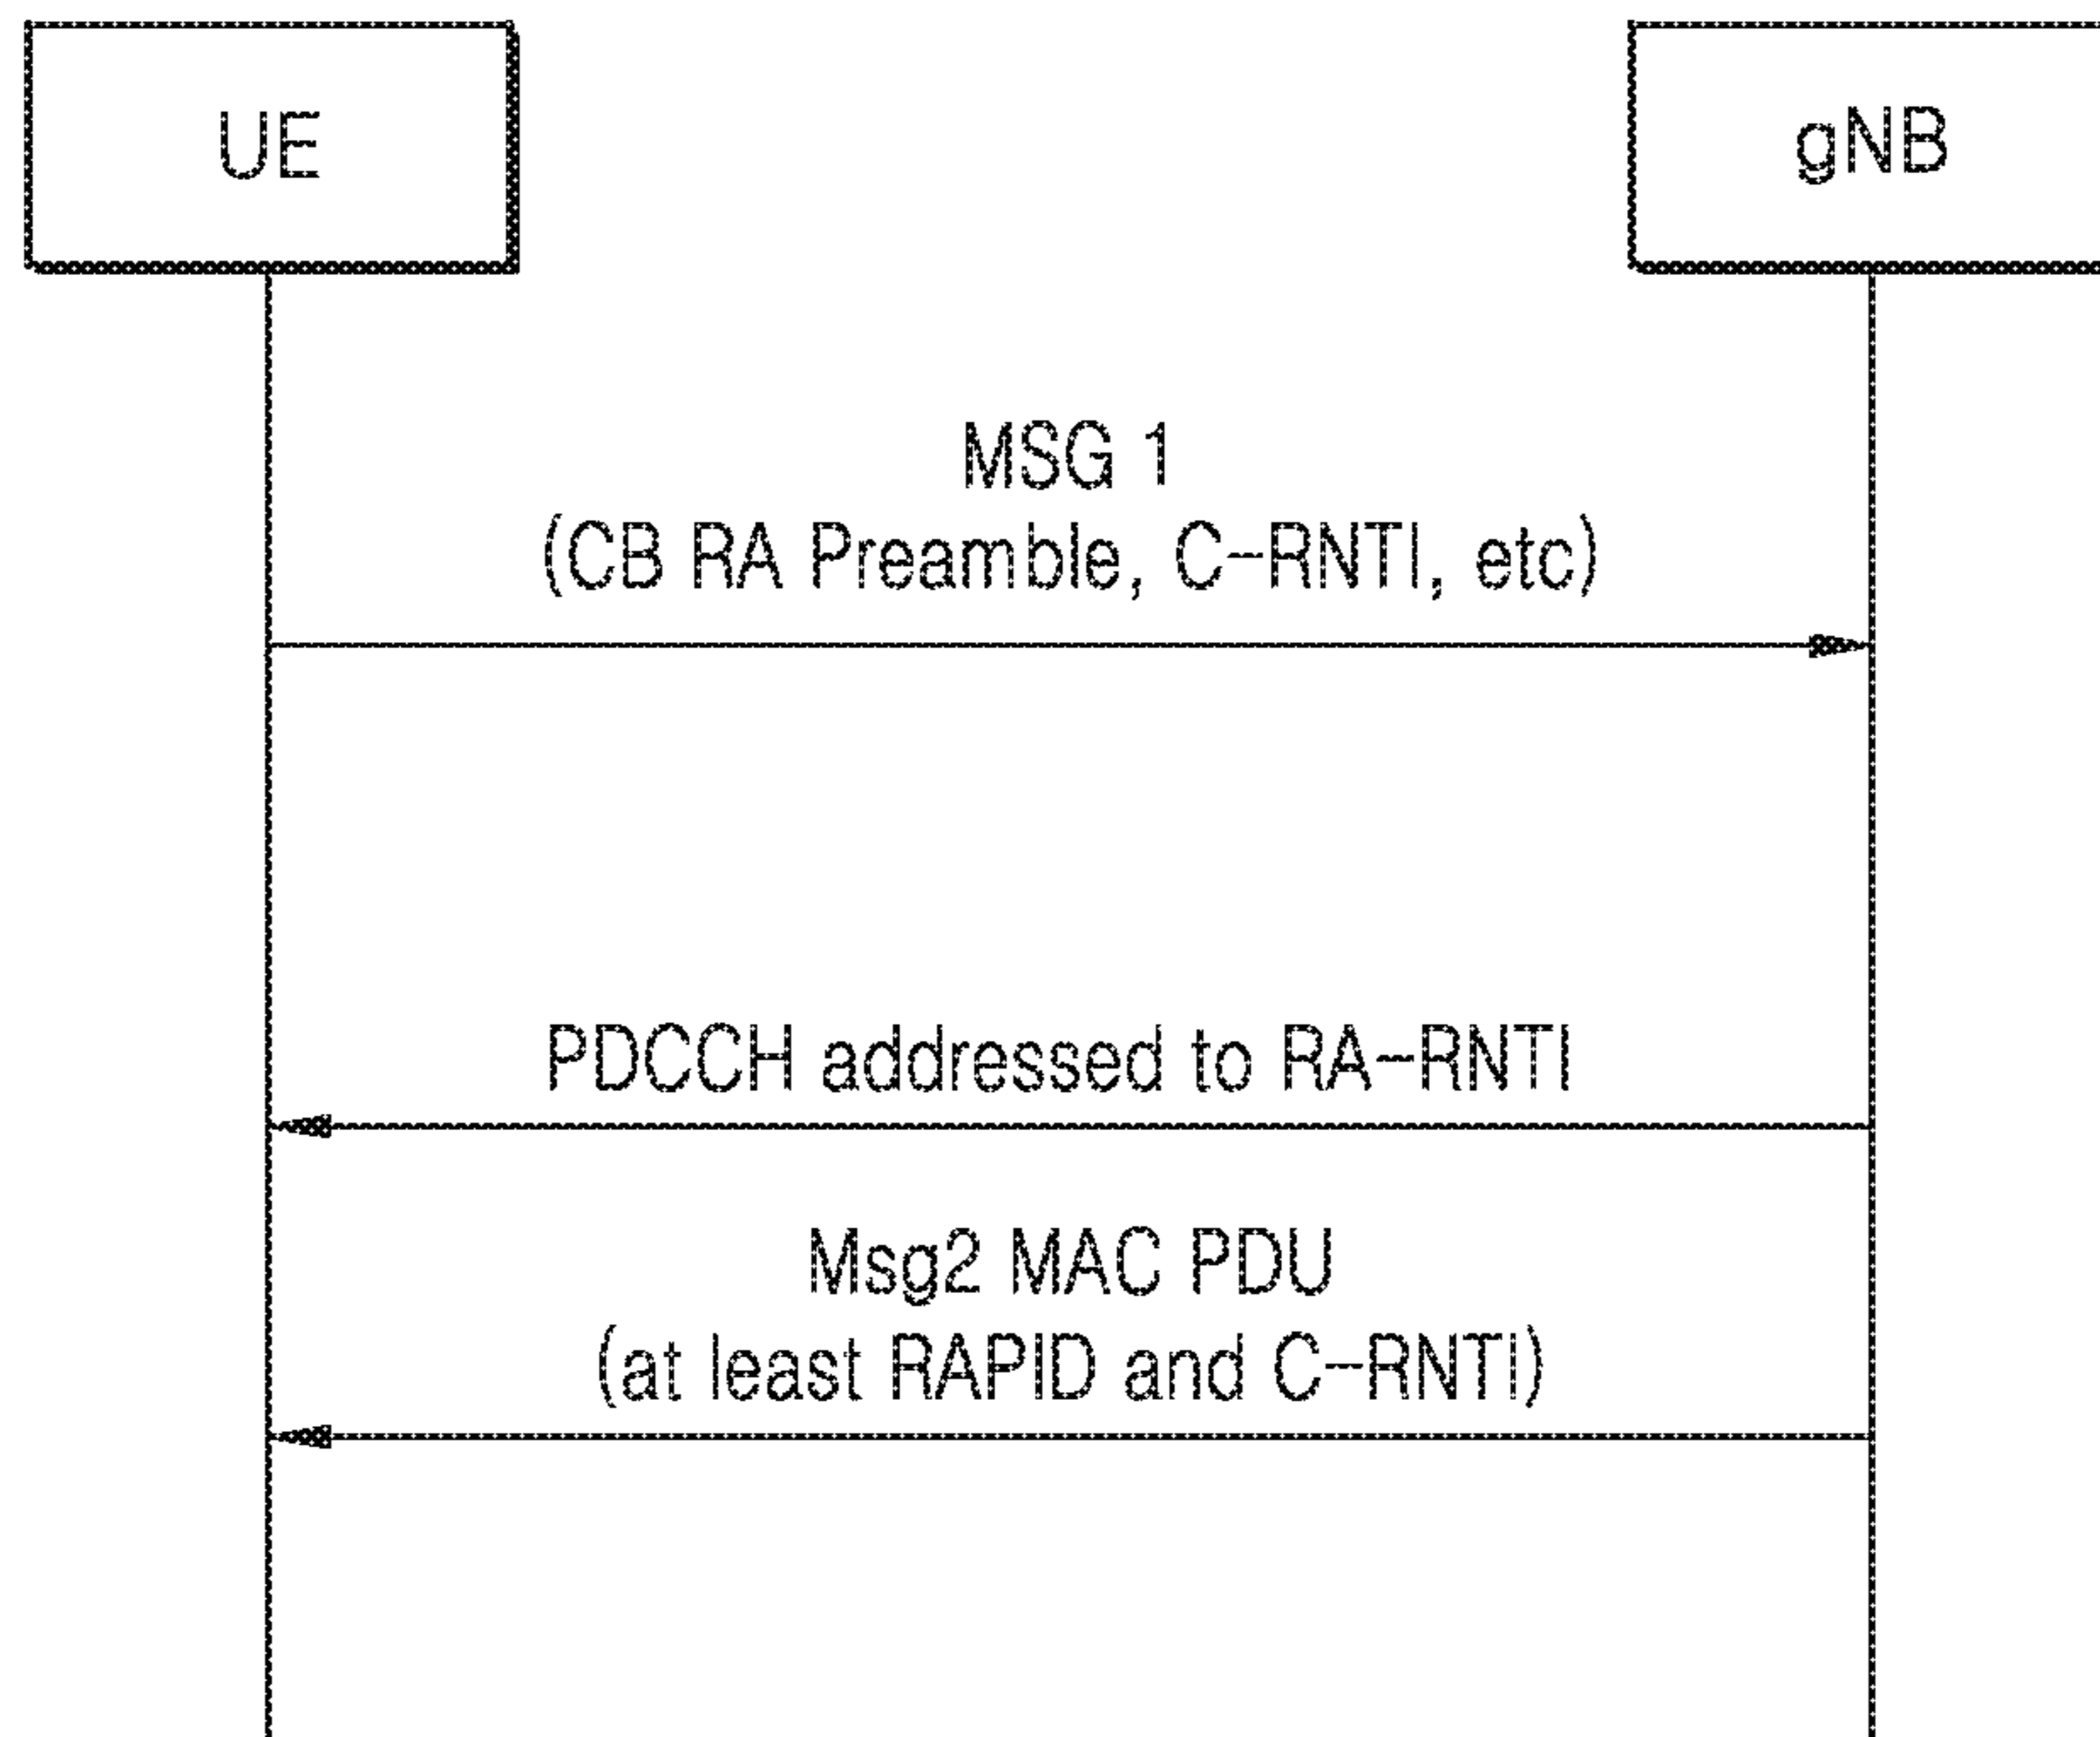 UE
gNB
MSG 1
(CB RA Preamble, C-RNTI, etc)
PDCCH addressed to RA-RNTI
Msg2 MAC PDU
(at least RAPID and C-RNTI)